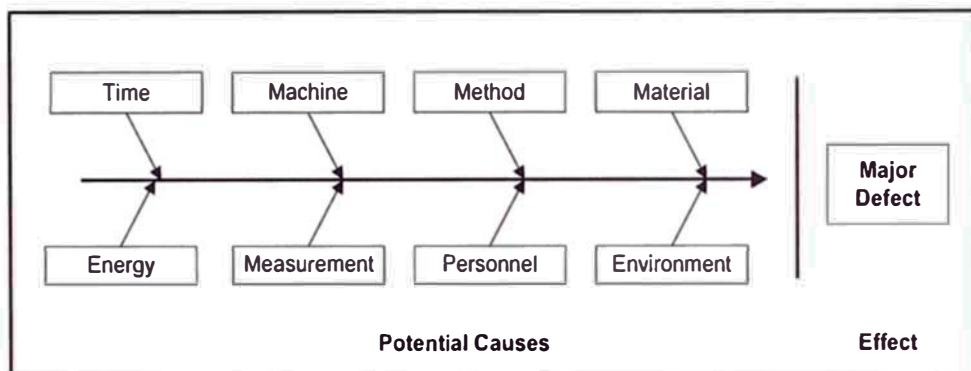 Time
Machine
Method
Material
Major
Defect
Energy
Measurement
Personnel
Environment
Potential Causes
Effect